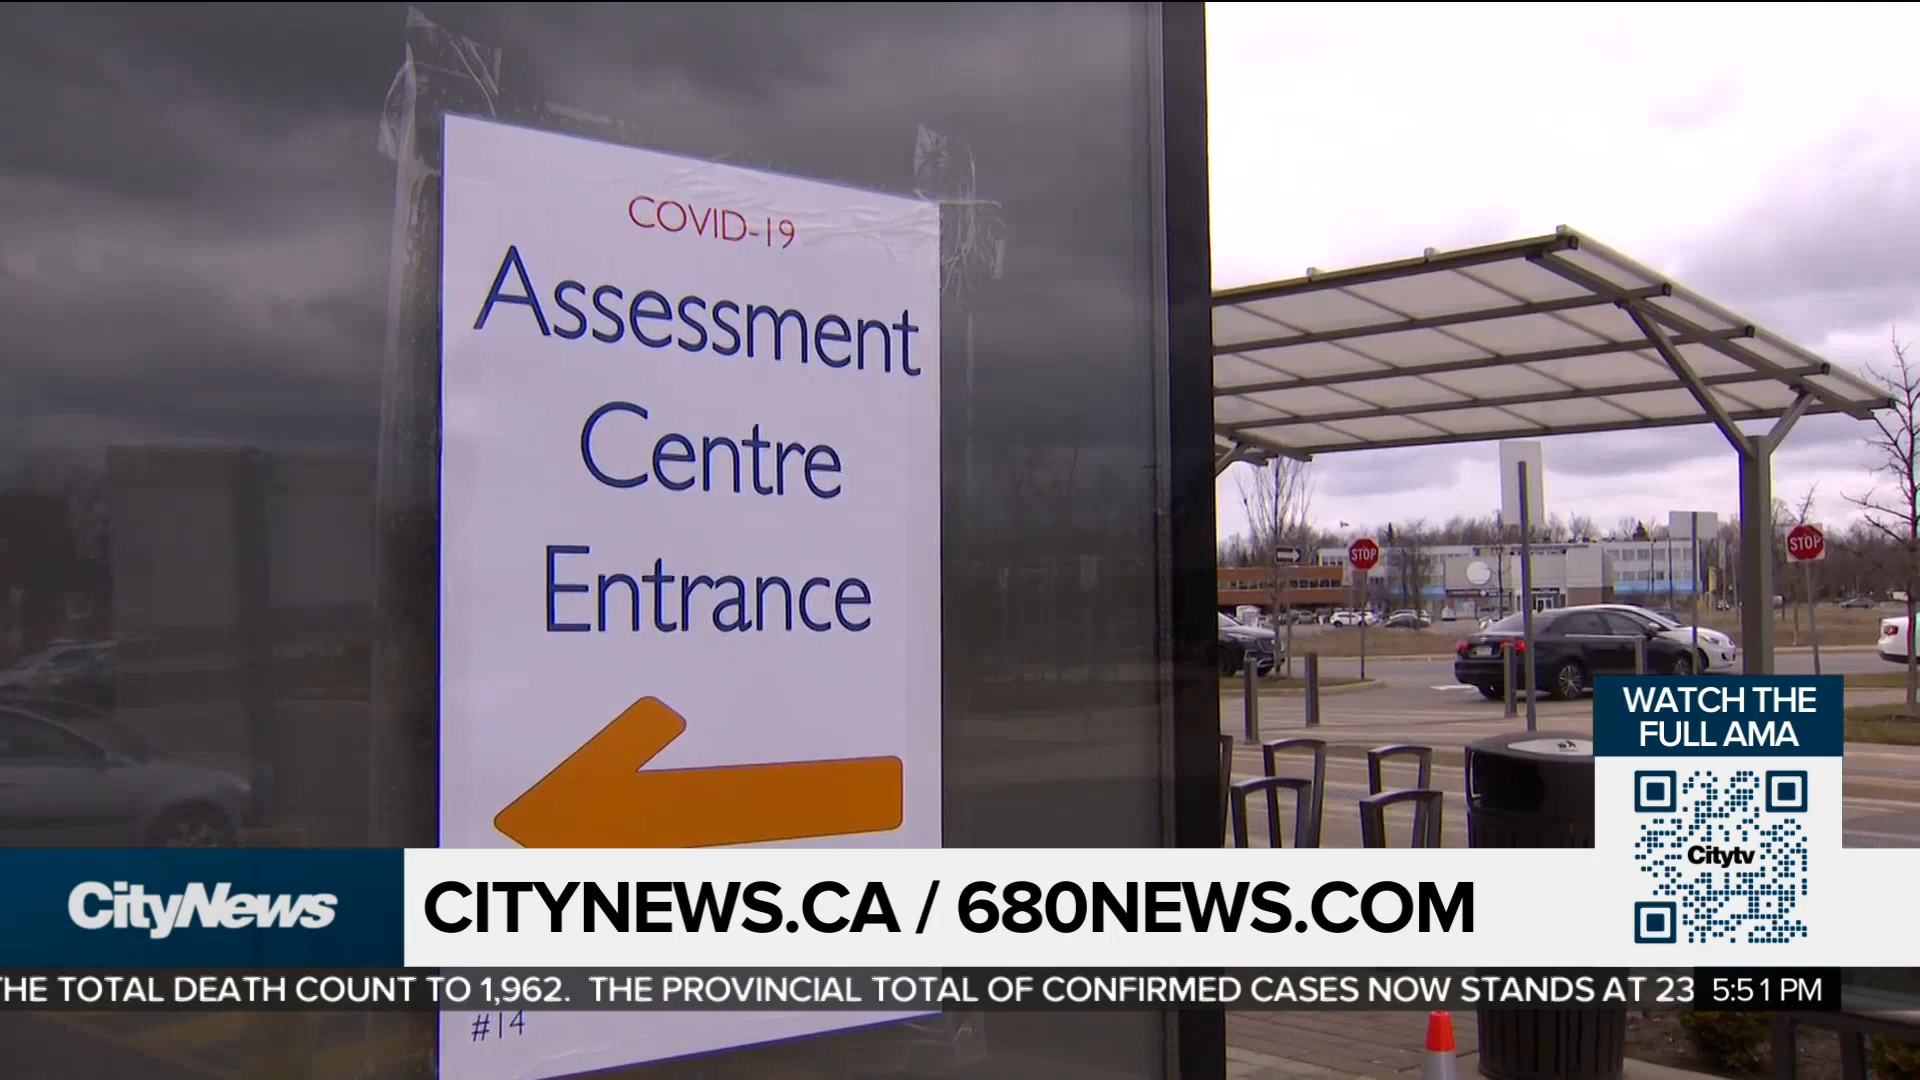 COVID-19
Assessment
Centre
Entrance
STOP
STOP
WATCH THE
FULL AMA
Citytv
CityNews
CITYNEWS.CA / 680NEWS.COM
THE TOTAL DEATH COUNT TO 1,962. THE PROVINCIAL TOTAL OF CONFIRMED CASES NOW STANDS AT 23
5:51 PM
#14